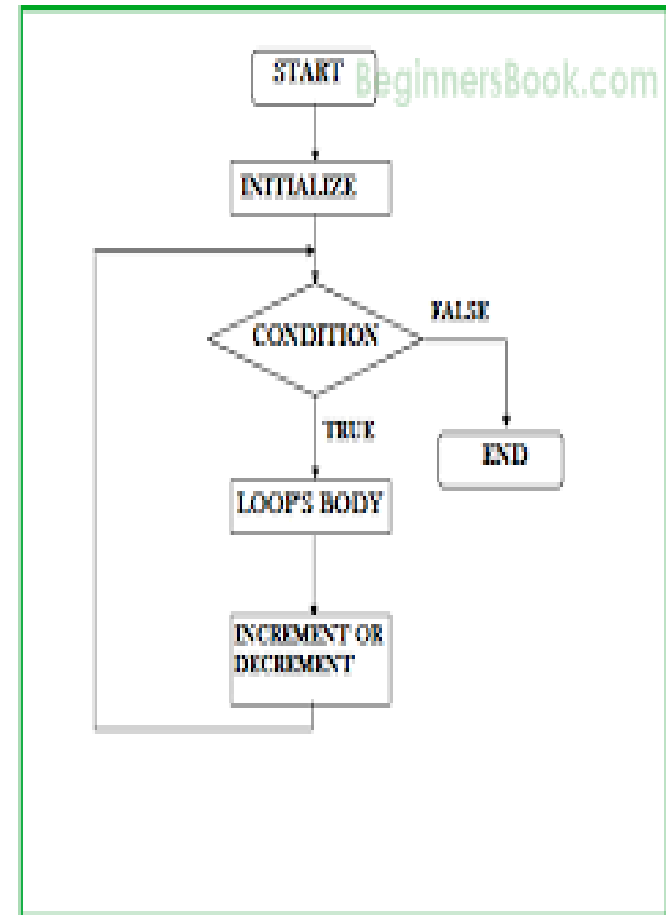 START
BeginnersBook.com
INITIALIZE
CONDITION
FALSE
TRUE
END
LOOP'S BODY
INCREMENT OR
DECREMENT